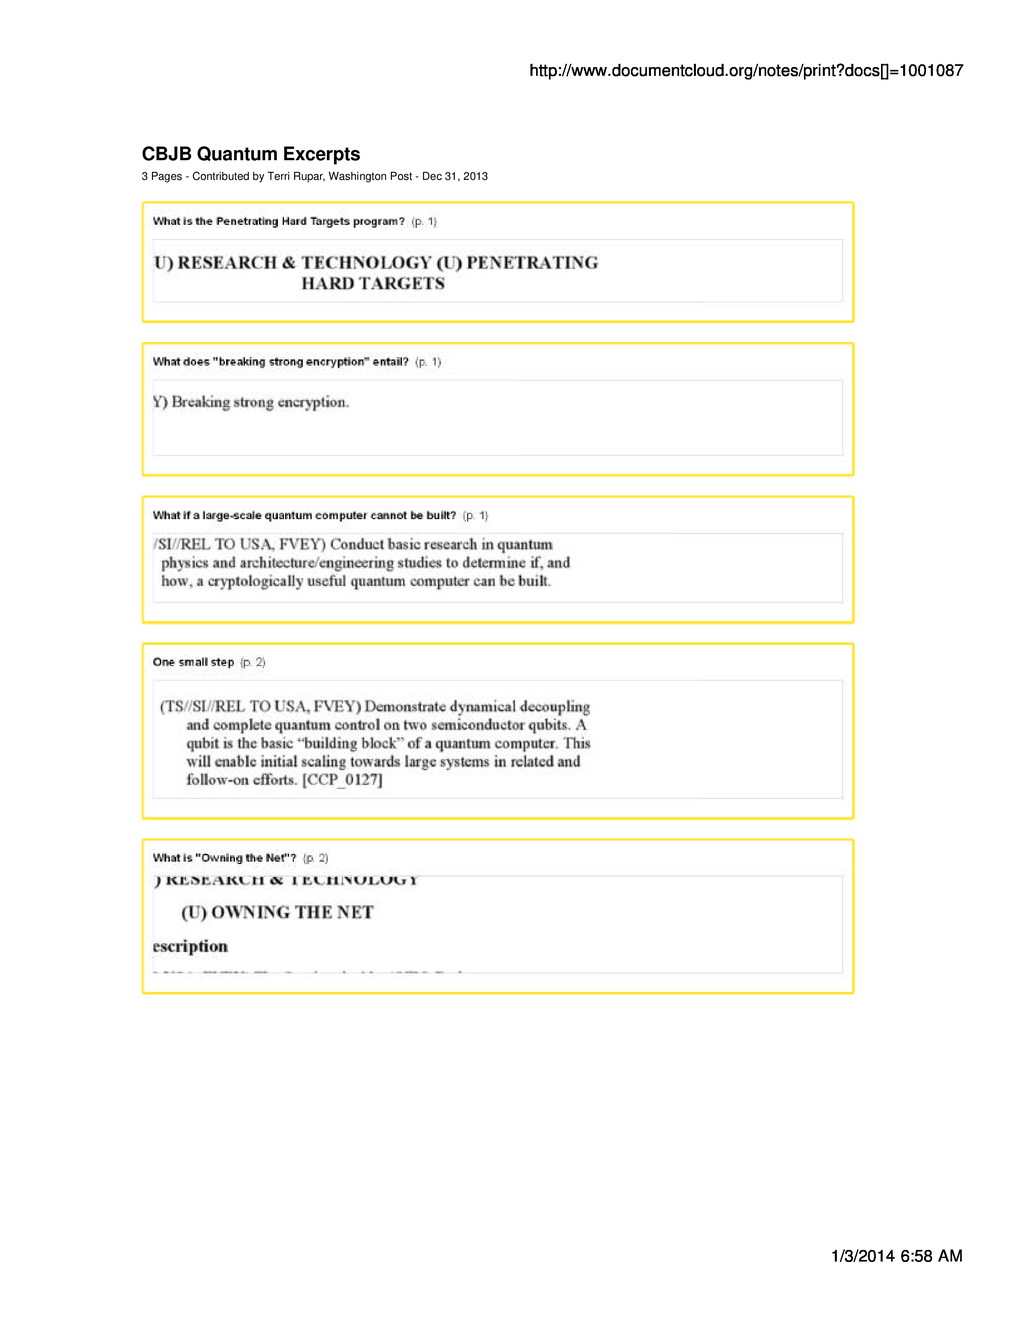 http://www.documentcloud.org/notes/print?docs[]=1001087
CBJB Quantum Excerpts
3 Pages - Contributed by Terri Rupar, Washington Post - Dec 31, 2013
What is the Penetrating Hard Targets program? (p. 1)
U) RESEARCH & TECHNOLOGY (U) PENETRATING
HARD TARGETS
What does "breaking strong encryption" entail? (p. 1)
Y) Breaking strong encryption.
What if a large-scale quantum computer cannot be built? (p. 1)
/SI//REL TO USA, FVEY) Conduct basic research in quantum
physics and architecture/engineering studies to determine if, and
how, a cryptologically useful quantum computer can be built.
One small step (p. 2)
(TS//SI//REL TO USA, FVEY) Demonstrate dynamical decoupling
and complete quantum control on two semiconductor qubits. A
qubit is the basic “building block” of a quantum computer. This
will enable initial scaling towards large systems in related and
follow-on efforts. [CCP_0127]
What is "Owning the Net"? (p. 2)
) RESEARCH & TECHNOLOGY
(U) OWNING THE NET
escription
1/3/2014 6:58 AM